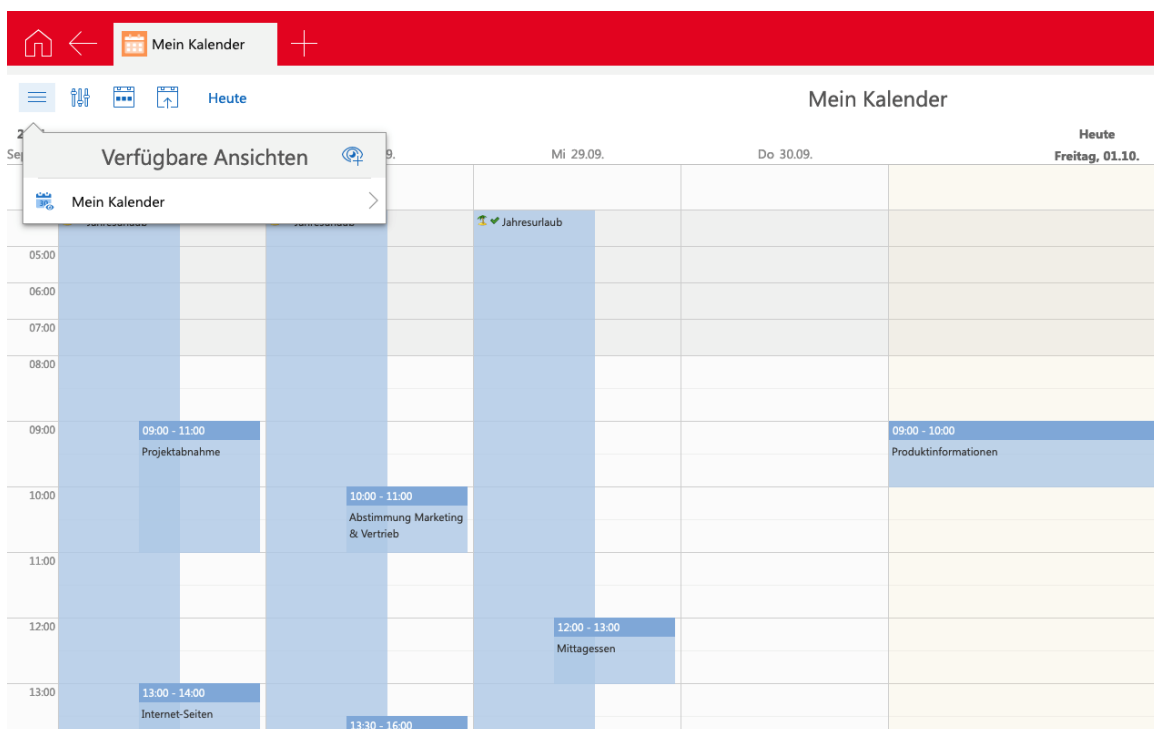 Mein Kalender
Heute
Mein Kalender
Verfügbare Ansichten
Mein Kalender
9.
Mi 29.09.
Do 30.09.
Heute
Freitag, 01.10.
Jahresurlaub
Jahresurlaub
Jahresurlaub
05:00
06:00
07:00
08:00
09:00
09:00 - 11:00
Projektabnahme
09:00 - 10:00
Produktinformationen
10:00
10:00 - 11:00
Abstimmung Marketing
& Vertrieb
11:00
12:00
12:00 - 13:00
Mittagessen
13:00
13:00 - 14:00
Internet-Seiten
13:30 - 16:00